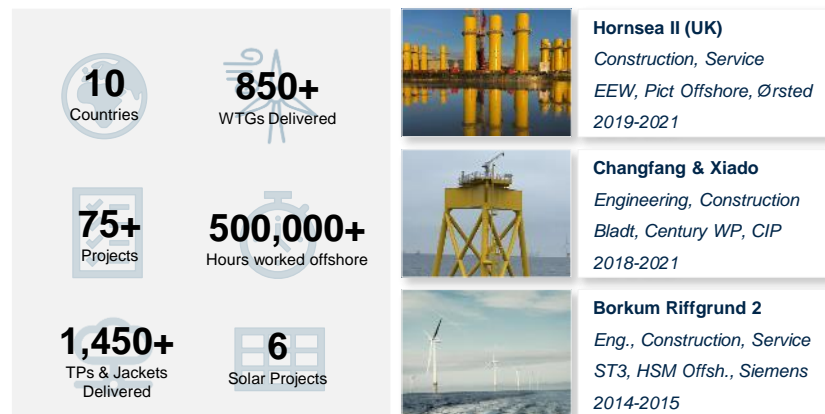 10
Countries
850+
WTGs Delivered
75+
Projects
500,000+
Hours worked offshore
1,450+
TPs & Jackets
Delivered
6
Solar Projects
Hornsea II (UK)
Construction, Service
EEW, Pict Offshore, Ørsted
2019-2021
Changfang & Xiado
Engineering, Construction
Bladt, Century WP, CIP
2018-2021
Borkum Riffgrund 2
Eng., Construction, Service
ST3, HSM Offsh., Siemens
2014-2015